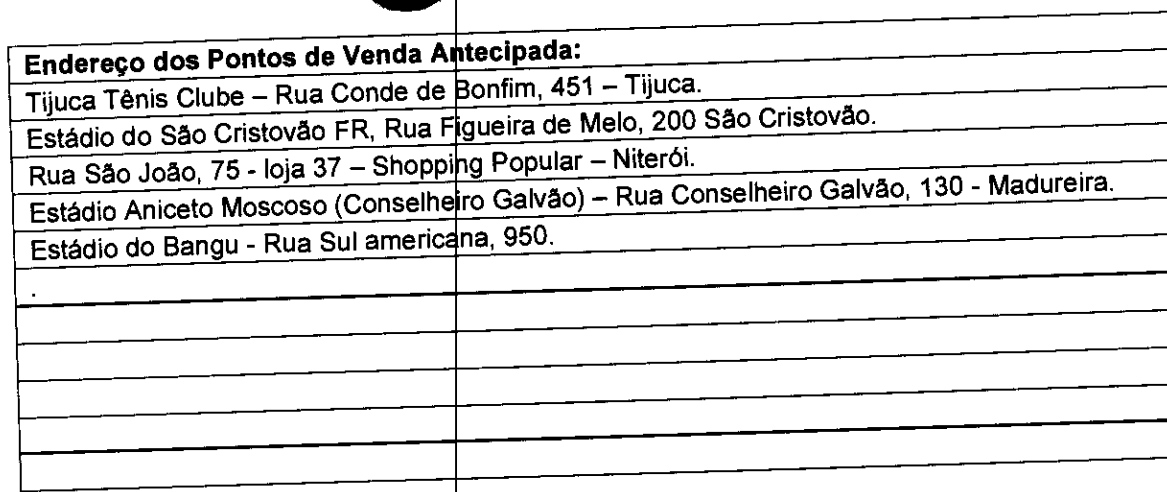 Endereço dos Pontos de Venda Antecipada:
Tijuca Tênis Clube – Rua Conde de Bonfim, 451 – Tijuca.
Estádio do São Cristovão FR, Rua Figueira de Melo, 200 São Cristovão.
Rua São João, 75 - loja 37 – Shopping Popular – Niterói.
Estádio Aniceto Moscoso (Conselheiro Galvão) – Rua Conselheiro Galvão, 130 - Madureira.
Estádio do Bangu - Rua Sul americana, 950.
.